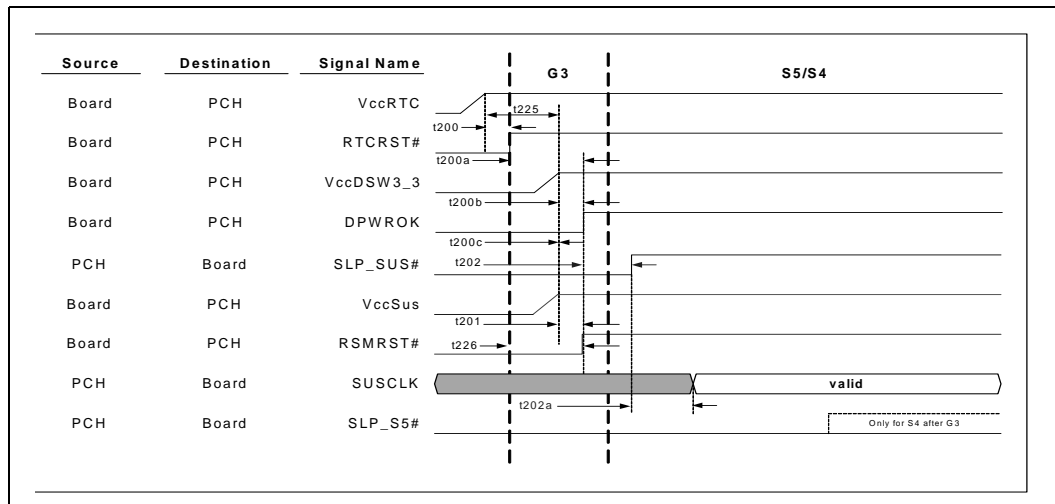 Source Destination Signal Name G3 S5/S4
Board PCH VccRTC
t225
t200
Board PCH RTCRST#
t200a
Board PCH VccDSW3_3
t200b
Board PCH DPWROK
t200c
PCH Board SLP_SUS# t202
Board PCH VccSus
t201
Board PCH RSMRST# t226
PCH Board SUSCLK valid
t202a
PCH Board SLP_S5# Only for S4 after G3